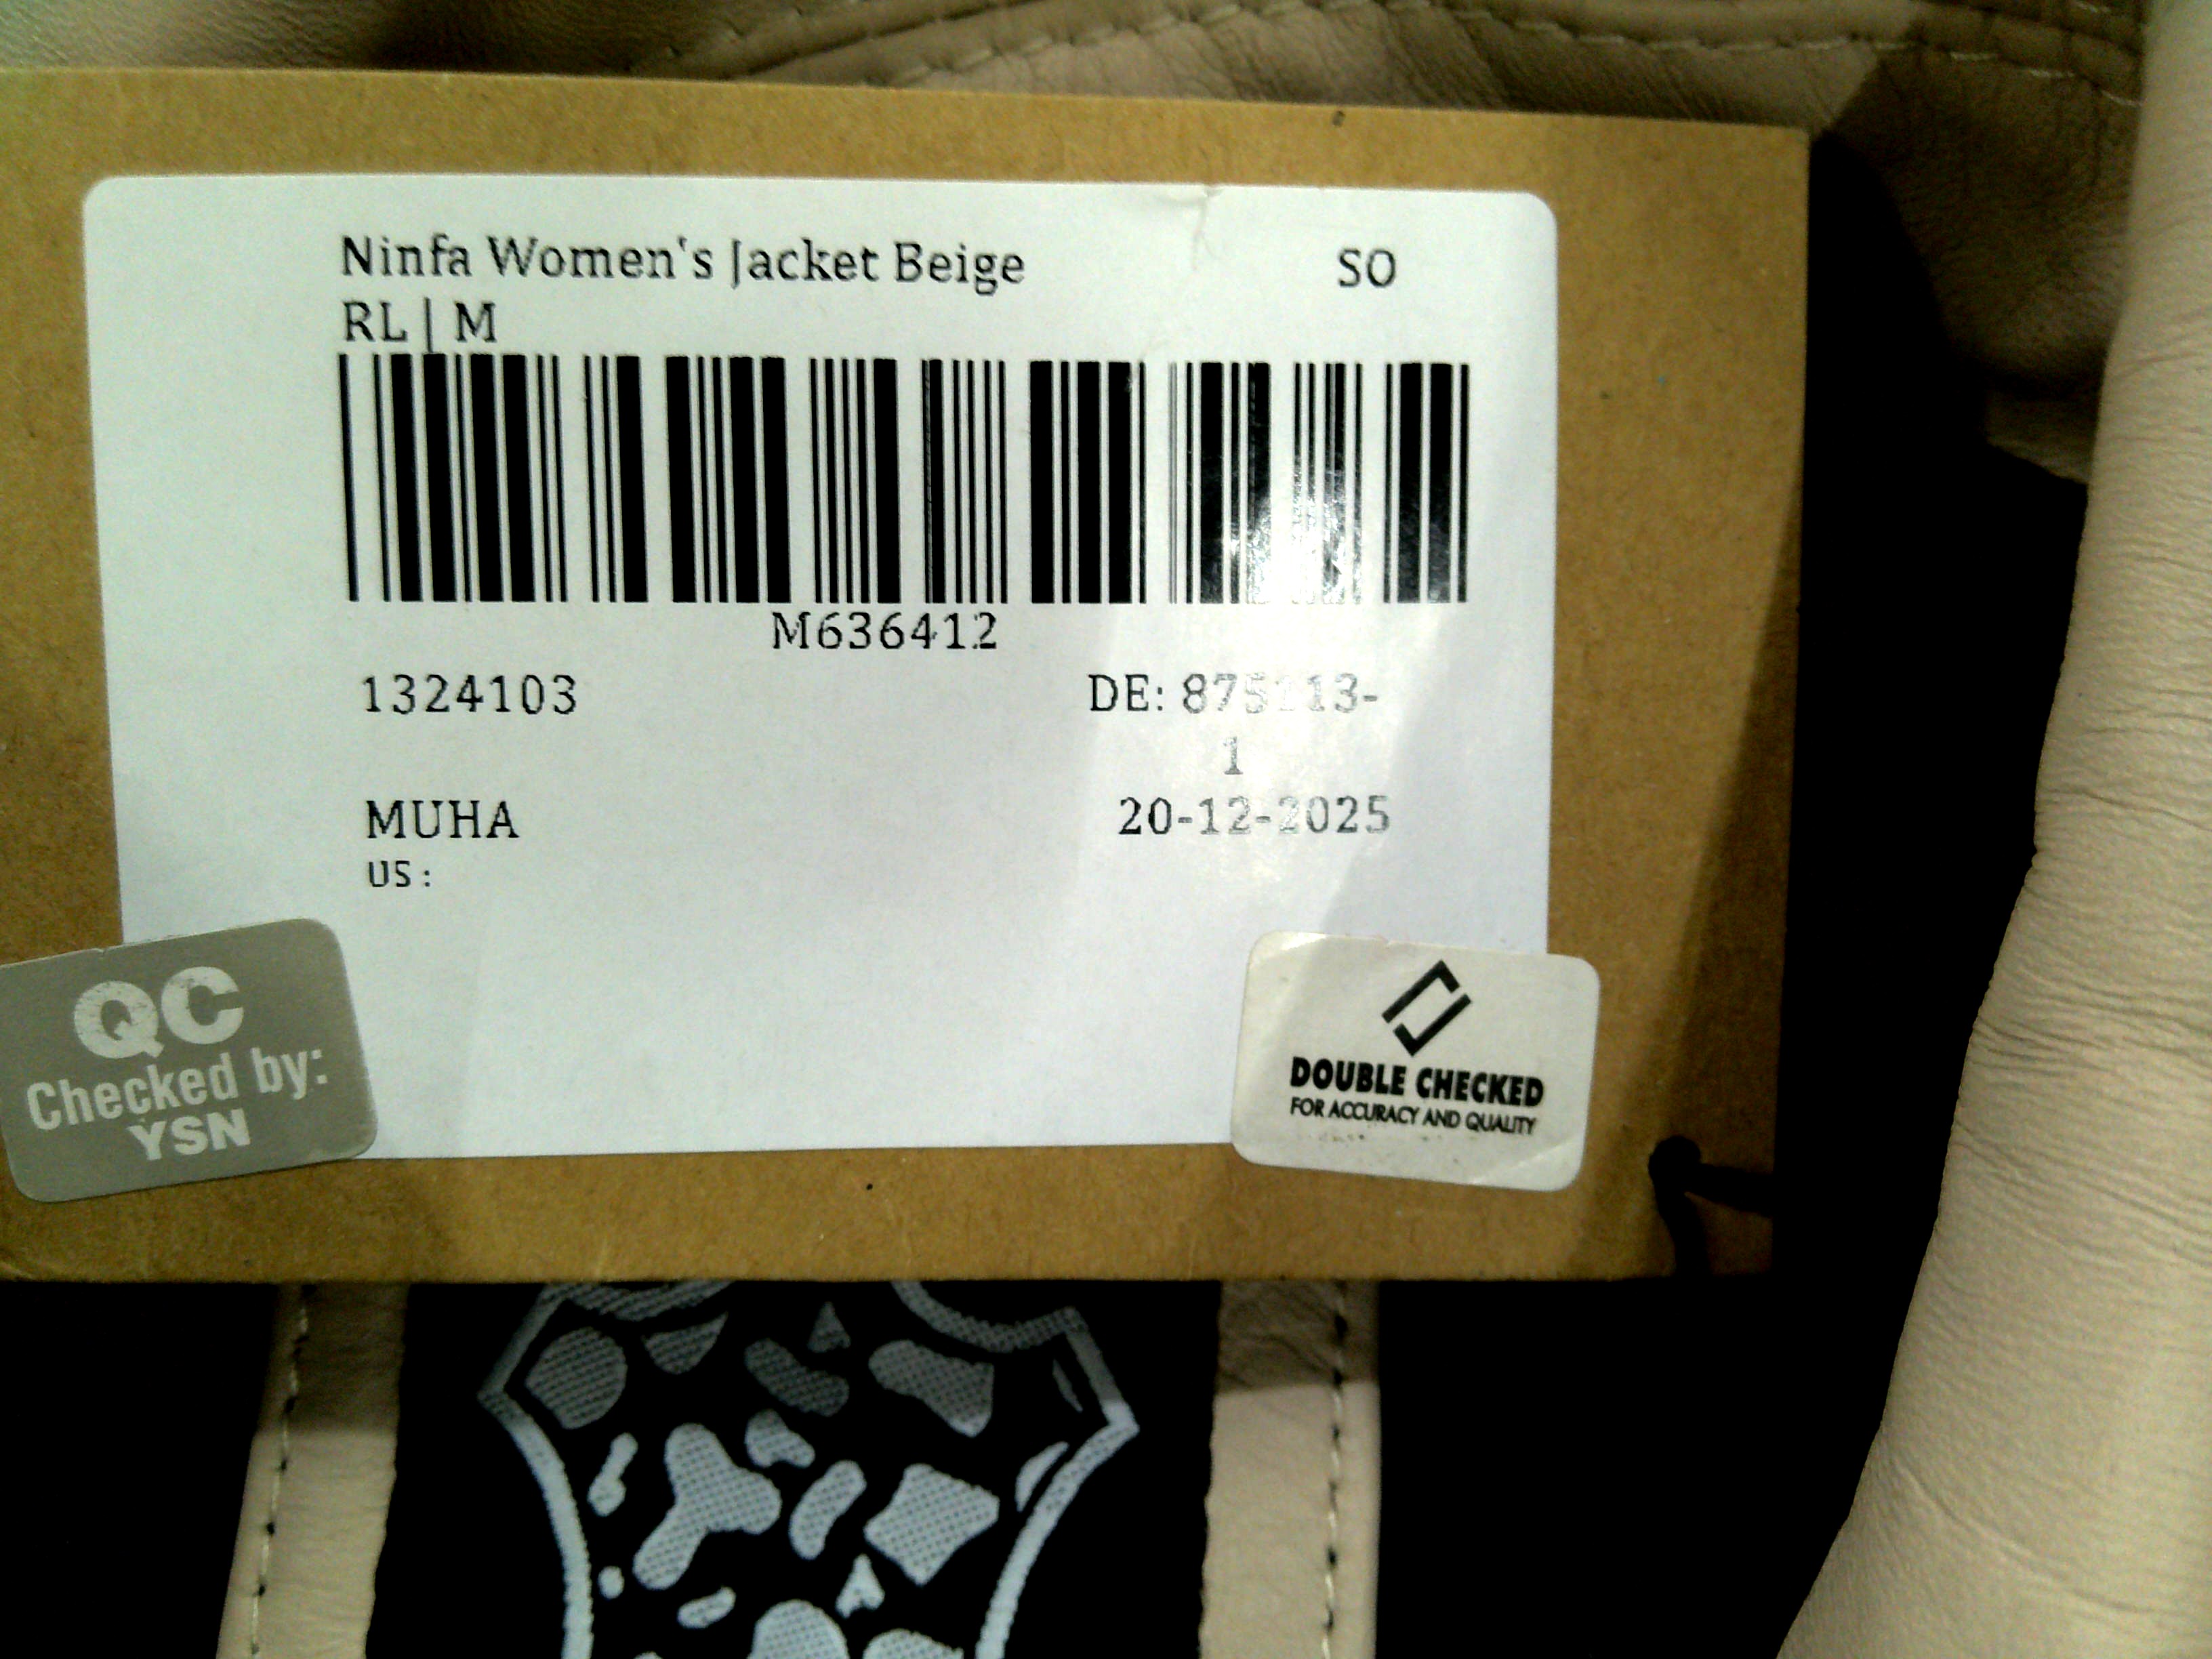 Ninfa Women's Jacket Beige SO
RL | M
M636412
1324103 DE:
1
MUHA 20-12-2025
US :
QC
Checked by:
YSN
DOUBLE CHECKED
FOR ACCURACY AND QUALITY